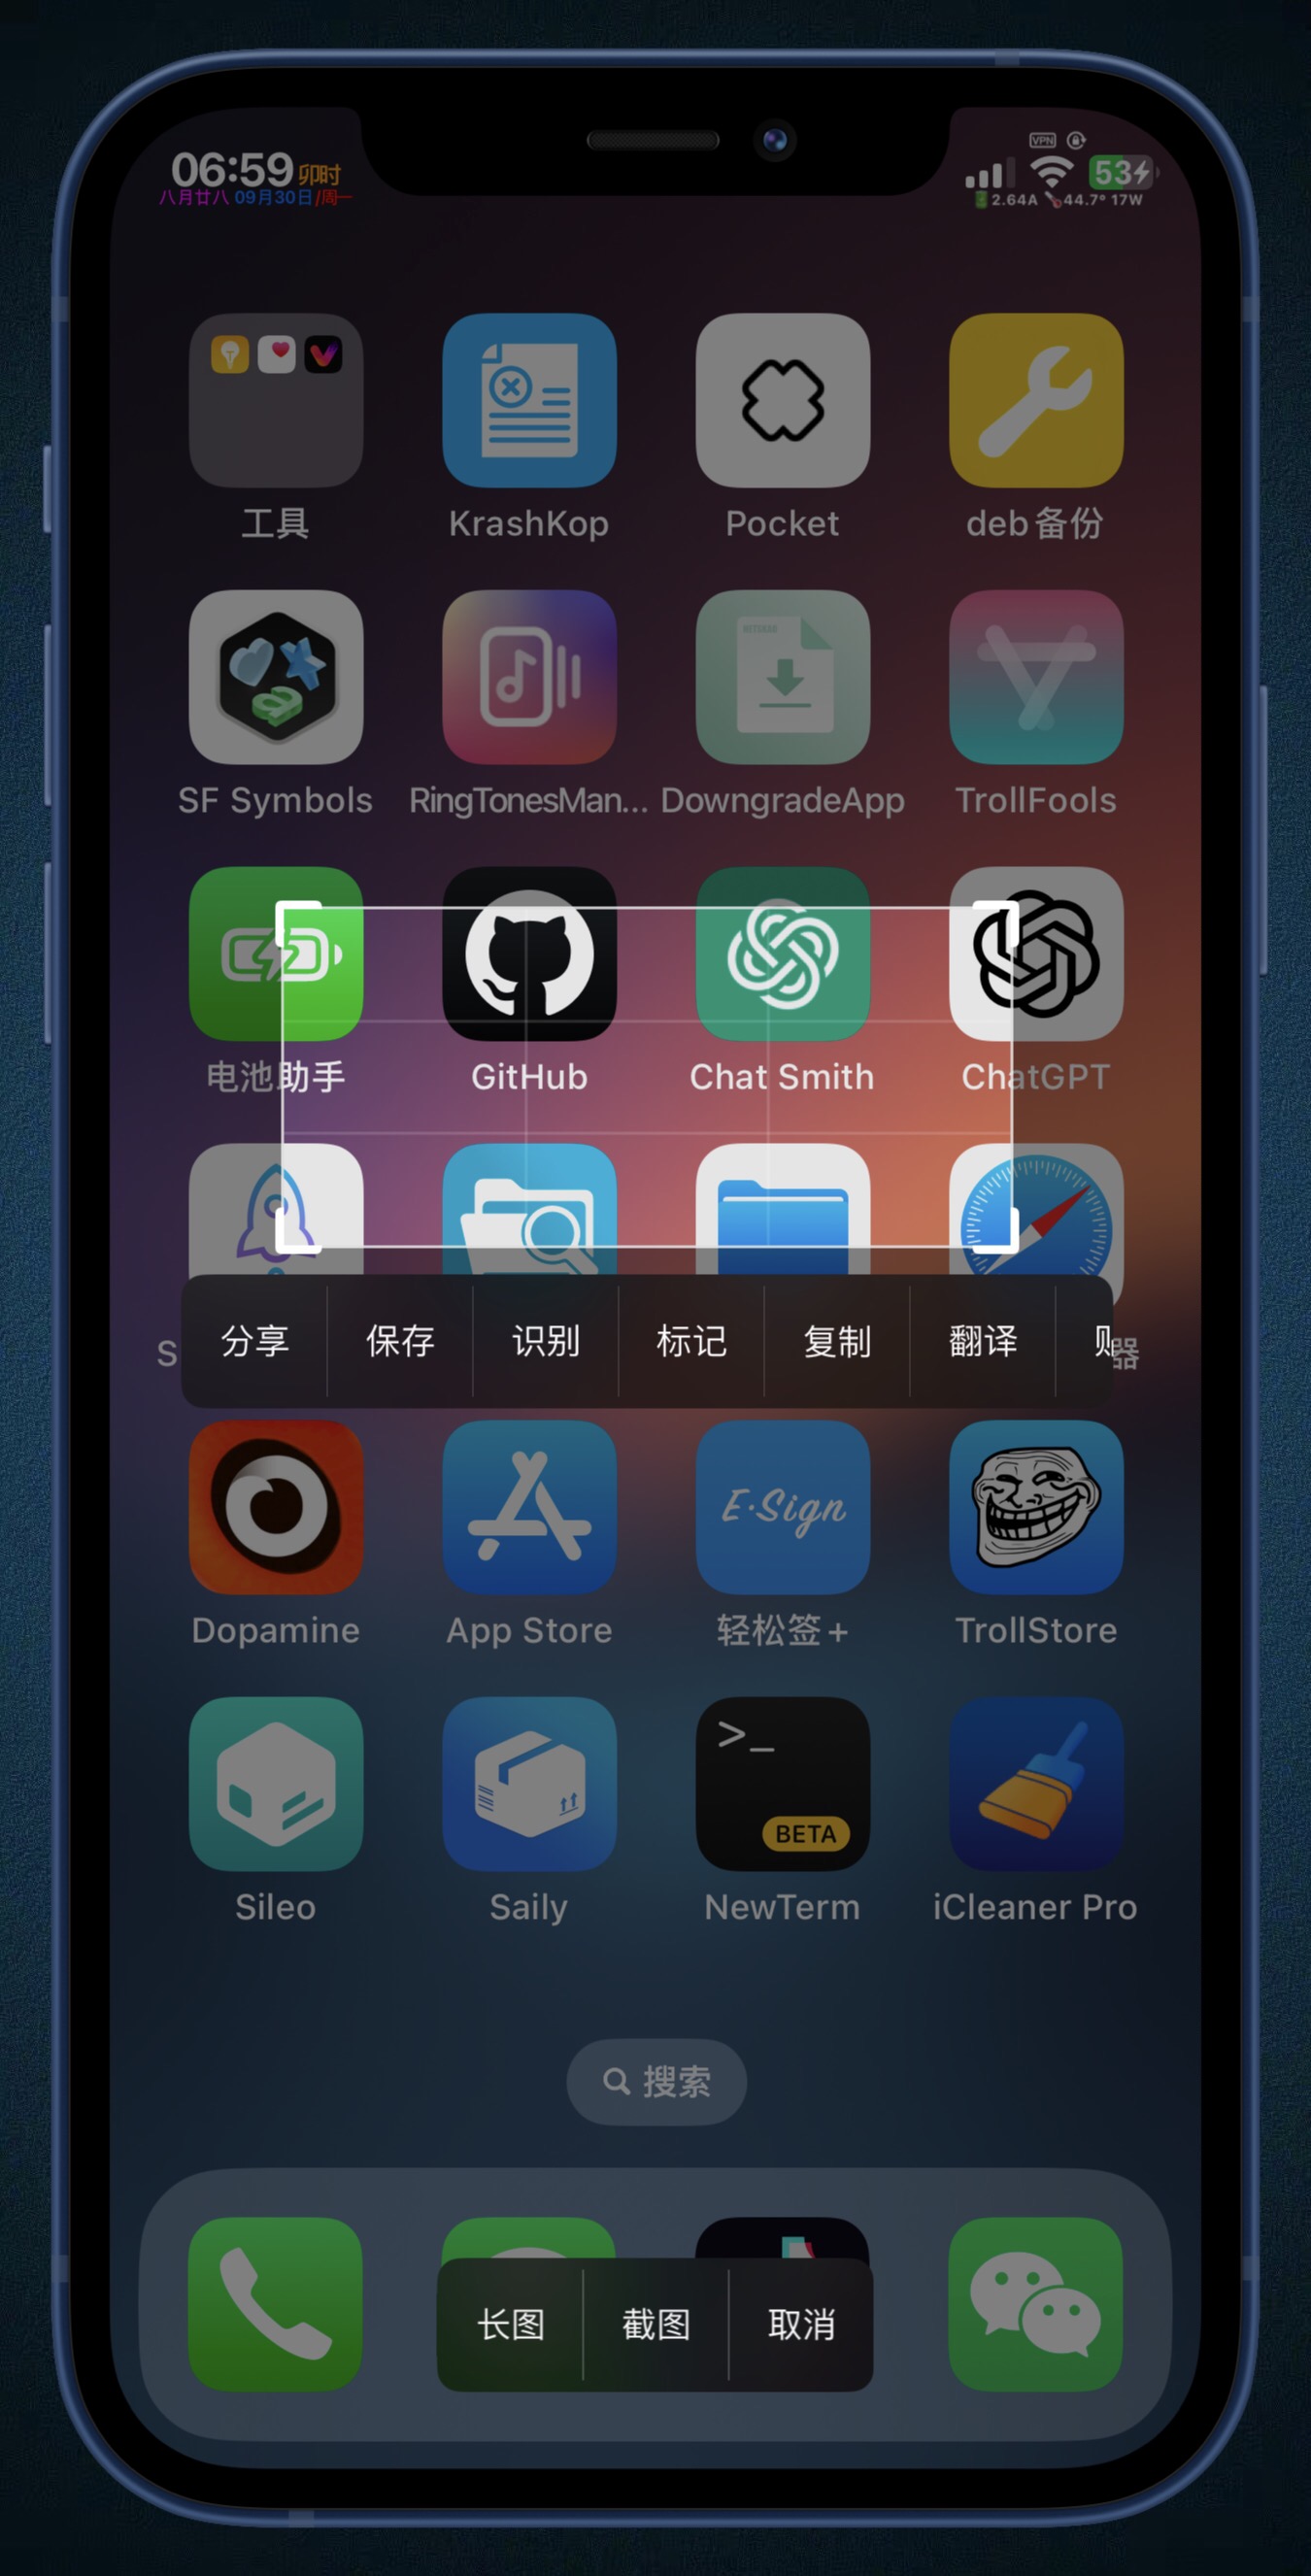 06:59 卯时
八月廿八 09月30日/周一
VPN
53
2.64A 44.7° 17W
工具 KrashKop Pocket deb备份
SF Symbols RingTonesMan... DowngradeApp TrollFools
电池助手 GitHub Chat Smith ChatGPT
分享 保存 识别 标记 复制 翻译
S 器
E·Sign
Dopamine App Store 轻松签+ TrollStore
>_
BETA
Sileo Saily NewTerm iCleaner Pro
搜索
长图 截图 取消